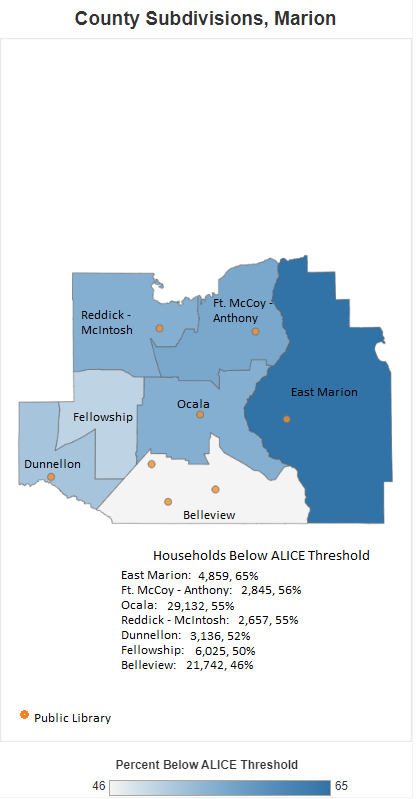 County Subdivisions, Marion
Ft. McCoy -
Anthony
Reddick -
McIntosh
East Marion
Ocala
Fellowship
Dunnellon
Belleview
Households Below ALICE Threshold
East Marion: 4,859, 65%
Ft. McCoy - Anthony: 2,845, 56%
Ocala: 29,132, 55%
Reddick - McIntosh: 2,657, 55%
Dunnellon: 3,136, 52%
Fellowship: 6,025, 50%
Belleview: 21,742, 46%
Public Library
Percent Below ALICE Threshold
46 65